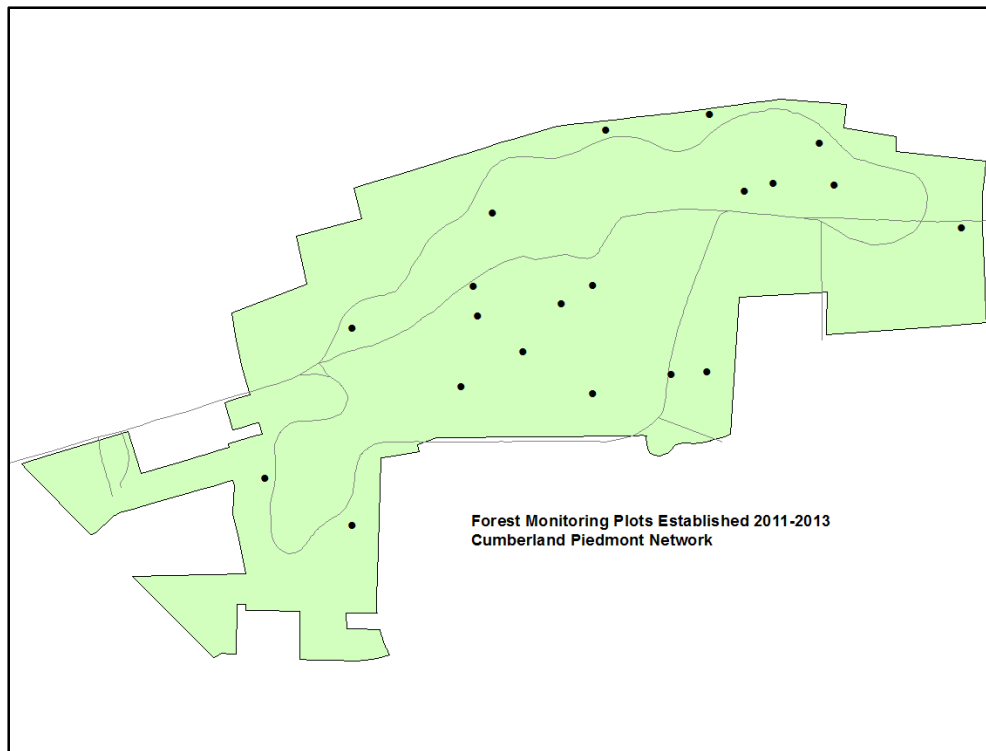 Forest Monitoring Plots Established 2011-2013
Cumberland Piedmont Network